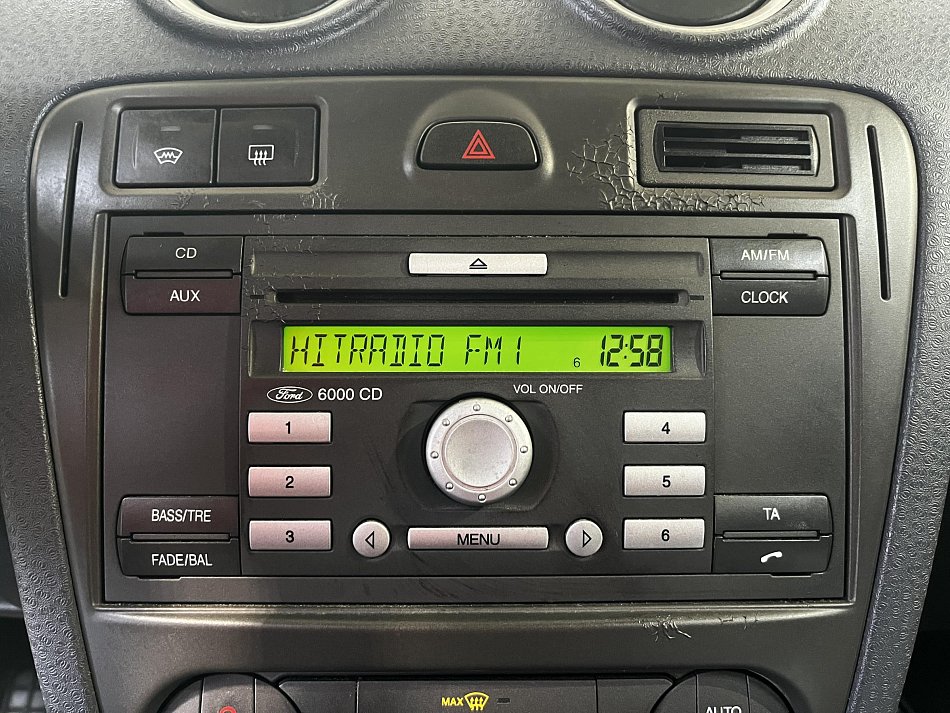 CD
AM/FM
AUX
CLOCK
HITRADIO FM1 6 12:58
Ford 6000 CD
VOL ON/OFF
1
4
2
5
3
6
MENU
BASS/TRE
TA
FADE/BAL
MAX
AUTO